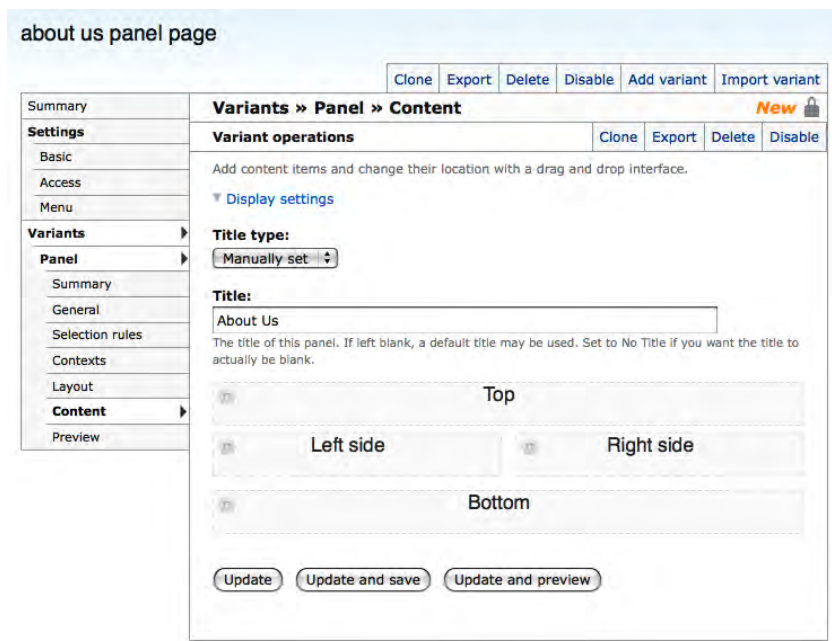 about us panel page
Clone Export Delete Disable Add variant Import variant
Summary
Settings
Basic
Access
Menu
Variants
Panel
Summary
General
Selection rules
Contexts
Layout
Content
Preview
Variants » Panel » Content
New
Variant operations
Clone Export Delete Disable
Add content items and change their location with a drag and drop interface.
Display settings
Title type:
Manually set
Title:
About Us
The title of this panel. If left blank, a default title may be used. Set to No Title if you want the title to
actually be blank.
Top
Left side Right side
Bottom
Update Update and save Update and preview